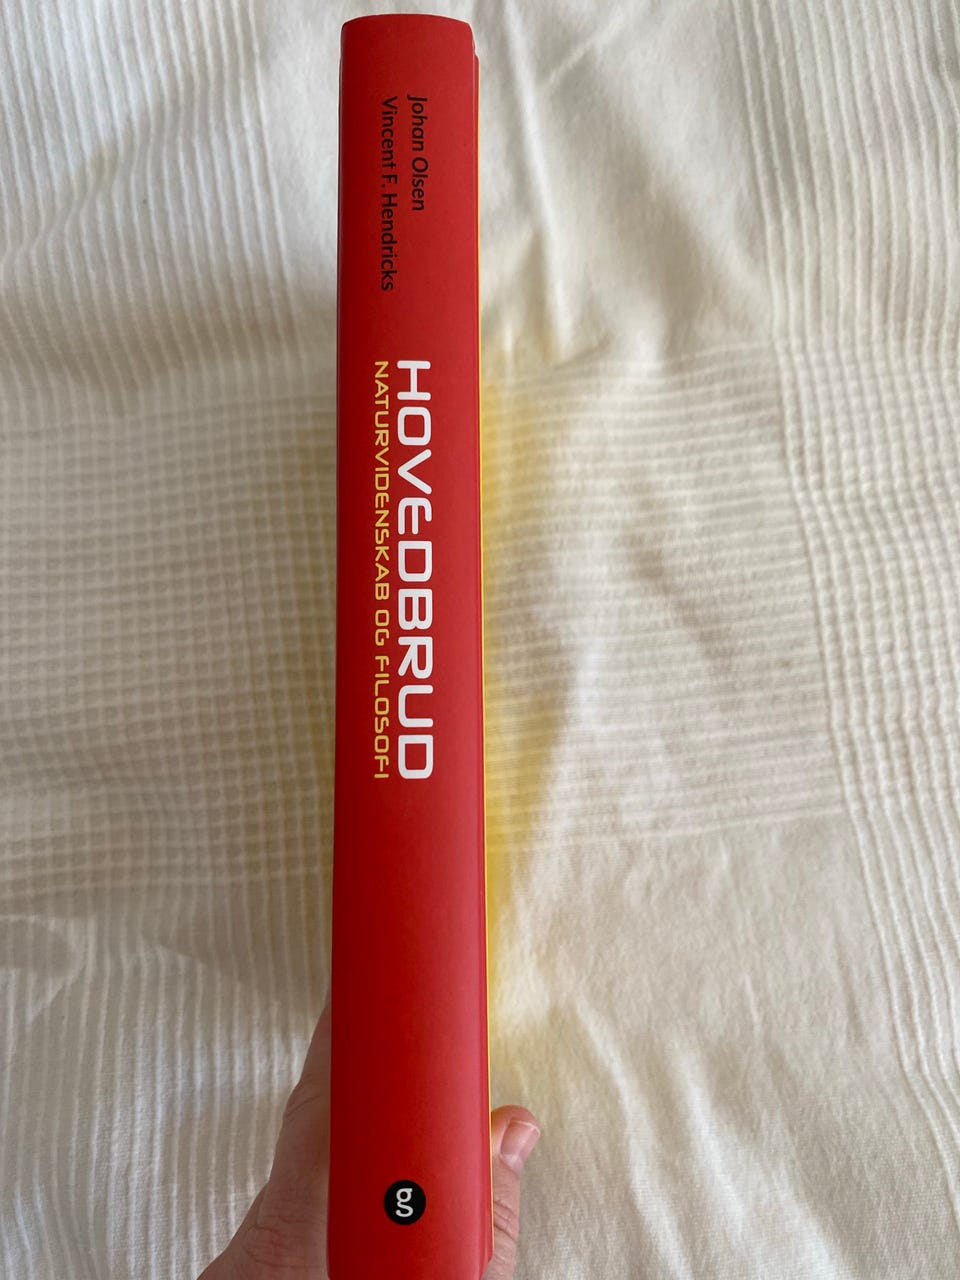 Johan Olsen
Vincent F. Hendricks
HOVEDBRUD
NATURVIDENSKAB OG FILOSOFI